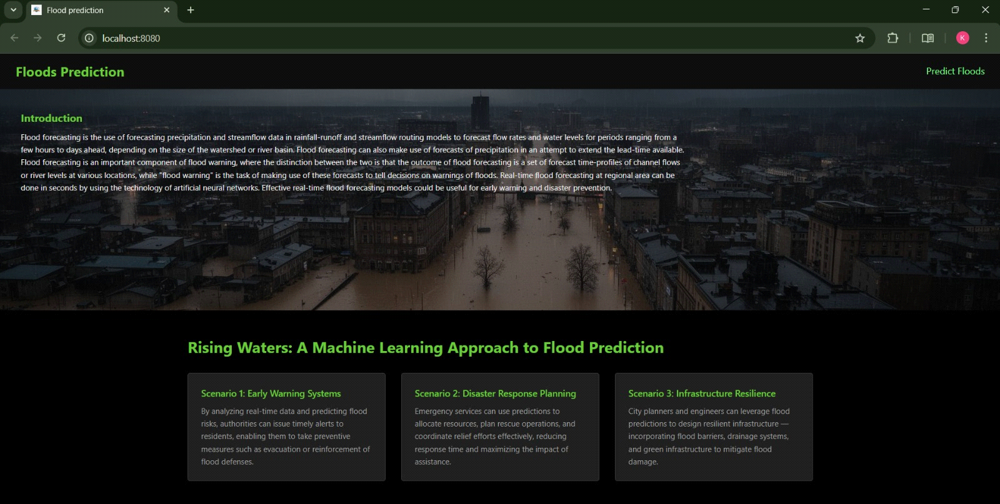 Flood prediction
localhost:8080
K
Floods Prediction
Predict Floods
Introduction
Flood forecasting is the use of forecasting precipitation and streamflow data in rainfall-runoff and streamflow routing models to forecast flow rates and water levels for periods ranging from a
few hours to days ahead, depending on the size of the watershed or river basin. Flood forecasting can also make use of forecasts of precipitation in an attempt to extend the lead-time available.
Flood forecasting is an important component of flood warning, where the distinction between the two is that the outcome of flood forecasting is a set of forecast time-profiles of channel flows
or river levels at various locations, while "flood warning" is the task of making use of these forecasts to tell decisions on warnings of floods. Real-time flood forecasting at regional area can be
done in seconds by using the technology of artificial neural networks. Effective real-time flood forecasting models could be useful for early warning and disaster prevention.
Rising Waters: A Machine Learning Approach to Flood Prediction
Scenario 1: Early Warning Systems
By analyzing real-time data and predicting flood
risks, authorities can issue timely alerts to
residents, enabling them to take preventive
measures such as evacuation or reinforcement of
flood defenses.
Scenario 2: Disaster Response Planning
Emergency services can use predictions to
allocate resources, plan rescue operations, and
coordinate relief efforts effectively, reducing
response time and maximizing the impact of
assistance.
Scenario 3: Infrastructure Resilience
City planners and engineers can leverage flood
predictions to design resilient infrastructure —
incorporating flood barriers, drainage systems,
and green infrastructure to mitigate flood
damage.